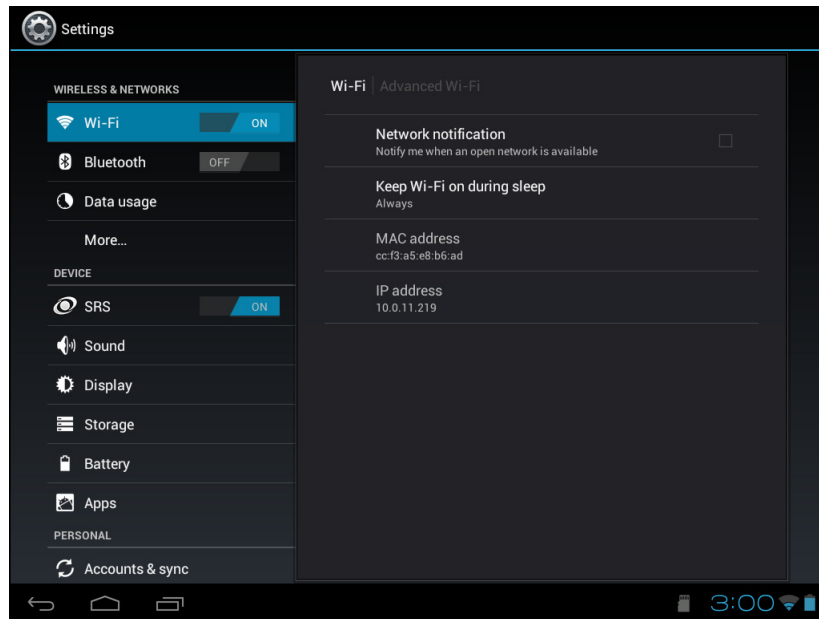 Settings
WIRELESS & NETWORKS
Wi-Fi ON
Bluetooth OFF
Data usage
More...
DEVICE
SRS ON
Sound
Display
Storage
Battery
Apps
PERSONAL
Accounts & sync
Wi-Fi Advanced Wi-Fi
Network notification
Notify me when an open network is available
Keep Wi-Fi on during sleep
Always
MAC address
cc:f3:a5:e8:b6:ad
IP address
10.0.11.219
3:00